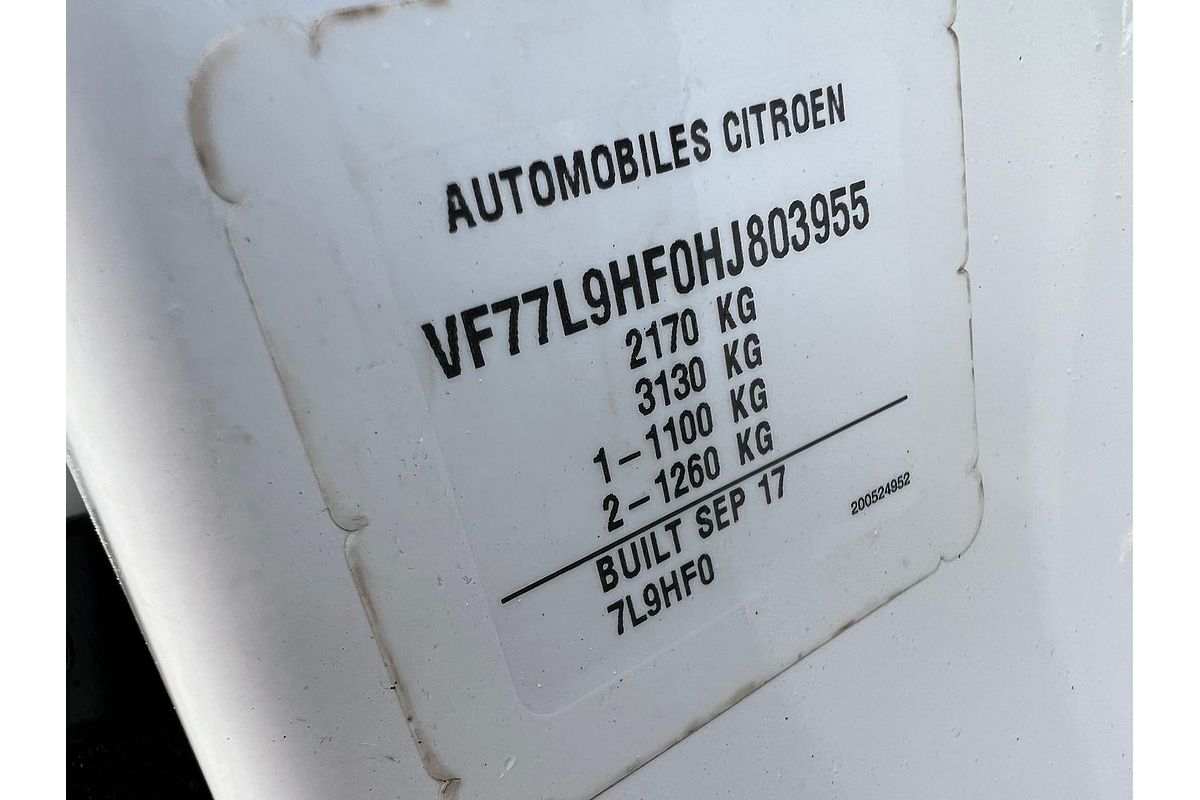 AUTOMOBILES CITROEN
VF77L9HF0HJ803955
2170 KG
3130 KG
1-1100 KG
2-1260 KG
BUILT SEP 17
200524952
7L9HF0